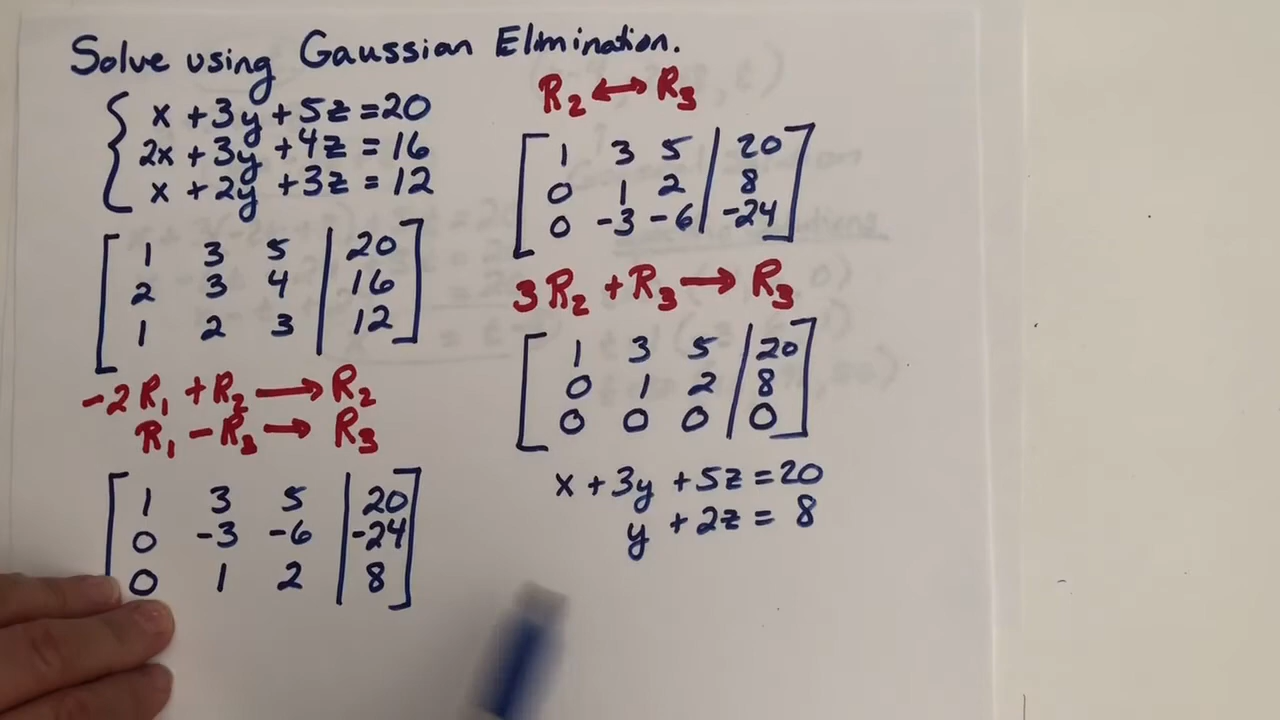 Solve using Gaussian Elimination.
x + 3y + 5z = 20
2x + 3y + 4z = 16
x + 2y + 3z = 12
1 3 5 | 20
2 3 4 | 16
1 2 3 | 12
-2R₁ + R₂ → R₂
R₁ - R₃ → R₃
1 3 5 | 20
0 -3 -6 | -24
0 1 2 | 8
R₂ ↔ R₃
1 3 5 | 20
0 1 2 | 8
0 -3 -6 | -24
3R₂ + R₃ → R₃
1 3 5 | 20
0 1 2 | 8
0 0 0 | 0
x + 3y + 5z = 20
y + 2z = 8